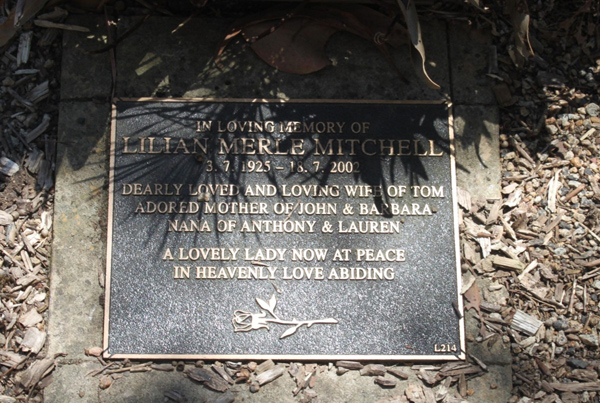 IN LOVING MEMORY OF
LILIAN MERLE MITCHELL
3. 7. 1925 - 18. 7. 2002
DEARLY LOVED AND LOVING WIFE OF TOM
ADORED MOTHER OF JOHN & BARBARA
NANA OF ANTHONY & LAUREN
A LOVELY LADY NOW AT PEACE
IN HEAVENLY LOVE ABIDING
L214